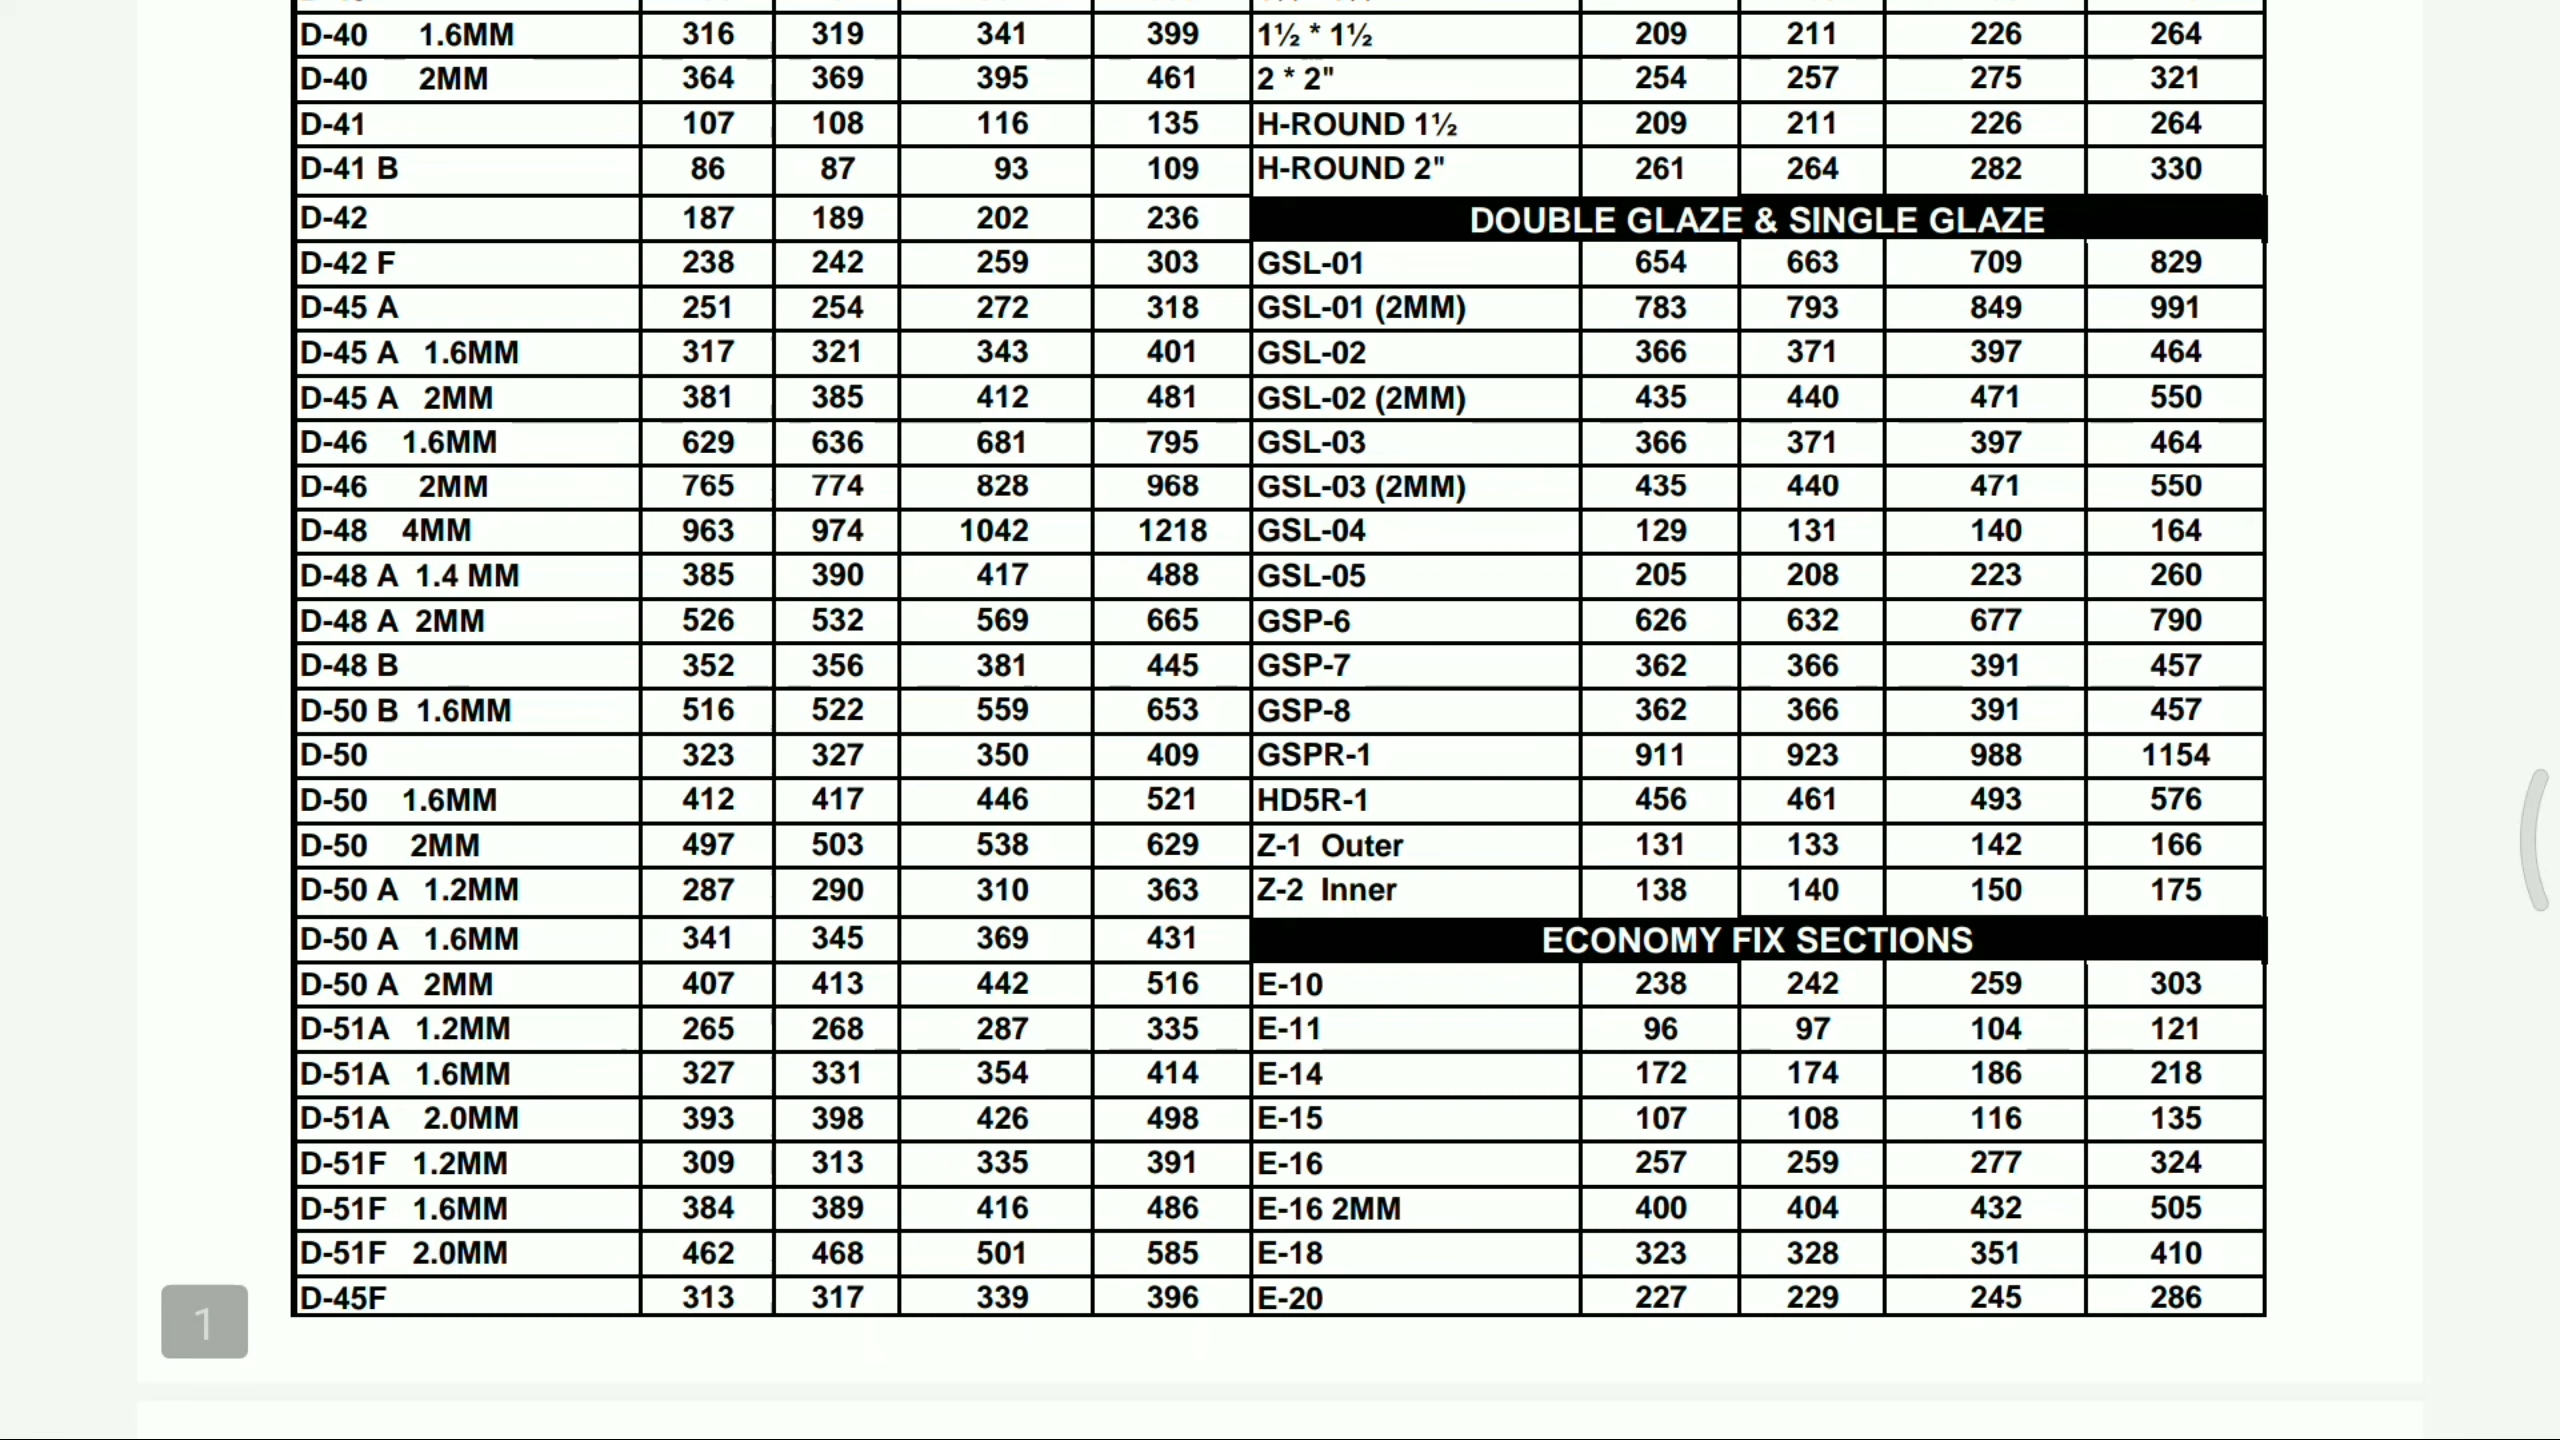 D-40 1.6MM 316 319 341 399 1½ * 1½ 209 211 226 264
D-40 2MM 364 369 395 461 2 * 2" 254 257 275 321
D-41 107 108 116 135 H-ROUND 1½ 209 211 226 264
D-41 B 86 87 93 109 H-ROUND 2" 261 264 282 330
D-42 187 189 202 236 DOUBLE GLAZE & SINGLE GLAZE
D-42 F 238 242 259 303 GSL-01 654 663 709 829
D-45 A 251 254 272 318 GSL-01 (2MM) 783 793 849 991
D-45 A 1.6MM 317 321 343 401 GSL-02 366 371 397 464
D-45 A 2MM 381 385 412 481 GSL-02 (2MM) 435 440 471 550
D-46 1.6MM 629 636 681 795 GSL-03 366 371 397 464
D-46 2MM 765 774 828 968 GSL-03 (2MM) 435 440 471 550
D-48 4MM 963 974 1042 1218 GSL-04 129 131 140 164
D-48 A 1.4 MM 385 390 417 488 GSL-05 205 208 223 260
D-48 A 2MM 526 532 569 665 GSP-6 626 632 677 790
D-48 B 352 356 381 445 GSP-7 362 366 391 457
D-50 B 1.6MM 516 522 559 653 GSP-8 362 366 391 457
D-50 323 327 350 409 GSPR-1 911 923 988 1154
D-50 1.6MM 412 417 446 521 HD5R-1 456 461 493 576
D-50 2MM 497 503 538 629 Z-1 Outer 131 133 142 166
D-50 A 1.2MM 287 290 310 363 Z-2 Inner 138 140 150 175
D-50 A 1.6MM 341 345 369 431 ECONOMY FIX SECTIONS
D-50 A 2MM 407 413 442 516 E-10 238 242 259 303
D-51A 1.2MM 265 268 287 335 E-11 96 97 104 121
D-51A 1.6MM 327 331 354 414 E-14 172 174 186 218
D-51A 2.0MM 393 398 426 498 E-15 107 108 116 135
D-51F 1.2MM 309 313 335 391 E-16 257 259 277 324
D-51F 1.6MM 384 389 416 486 E-16 2MM 400 404 432 505
D-51F 2.0MM 462 468 501 585 E-18 323 328 351 410
D-45F 313 317 339 396 E-20 227 229 245 286
1